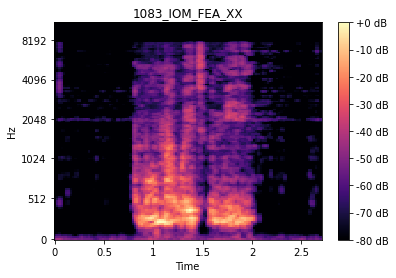 1083_IOM_FEA_XX
8192
4096
2048
1024
512
0
Hz
0
0.5
1
1.5
2
2.5
Time
+0 dB
-10 dB
-20 dB
-30 dB
-40 dB
-50 dB
-60 dB
-70 dB
-80 dB